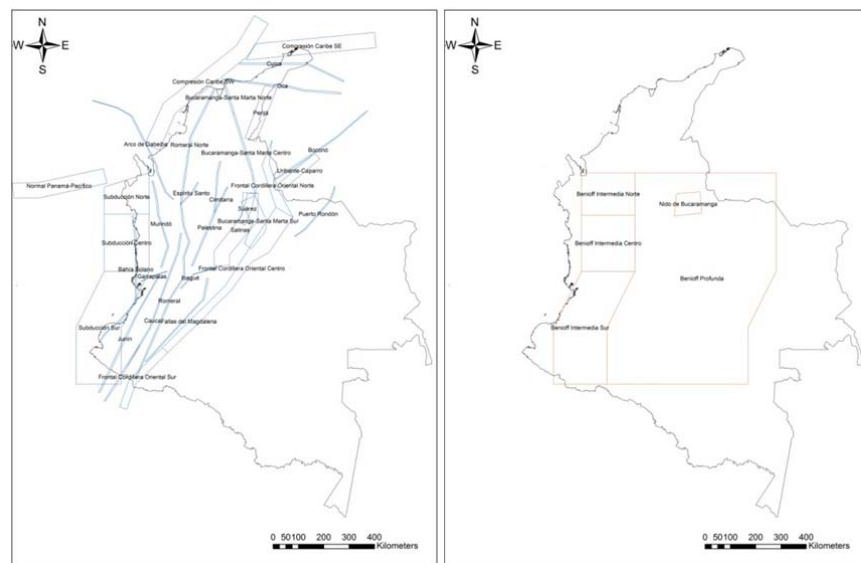 N
W E
S
Compresión Caribe SE
Cuiza
Compresión Caribe SW
Oca
Bucaramanga-Santa Marta Norte
Perijá
Arco de Dabeiba
Romeral Norte
Boconó
Bucaramanga-Santa Marta Centro
Uribante-Caparro
Normal Panamá-Pacífico
Frontal Cordillera Oriental Norte
Espíritu Santo
Subducción Norte
Cimitarra
Suárez
Puerto Rondón
Bucaramanga-Santa Marta Sur
Murindó
Palestina
Salinas
Subducción Centro
Bahía Solano
Garrapatas
Frontal Cordillera Oriental Centro
Ibagué
Romeral
Cauca
Fallas del Magdalena
Subducción Sur
Junín
Frontal Cordillera Oriental Sur
0 50 100 200 300 400
Kilometers
N
W E
S
Benioff Intermedia Norte
Nido de Bucaramanga
Benioff Intermedia Centro
Benioff Profunda
Benioff Intermedia Sur
0 50 100 200 300 400
Kilometers